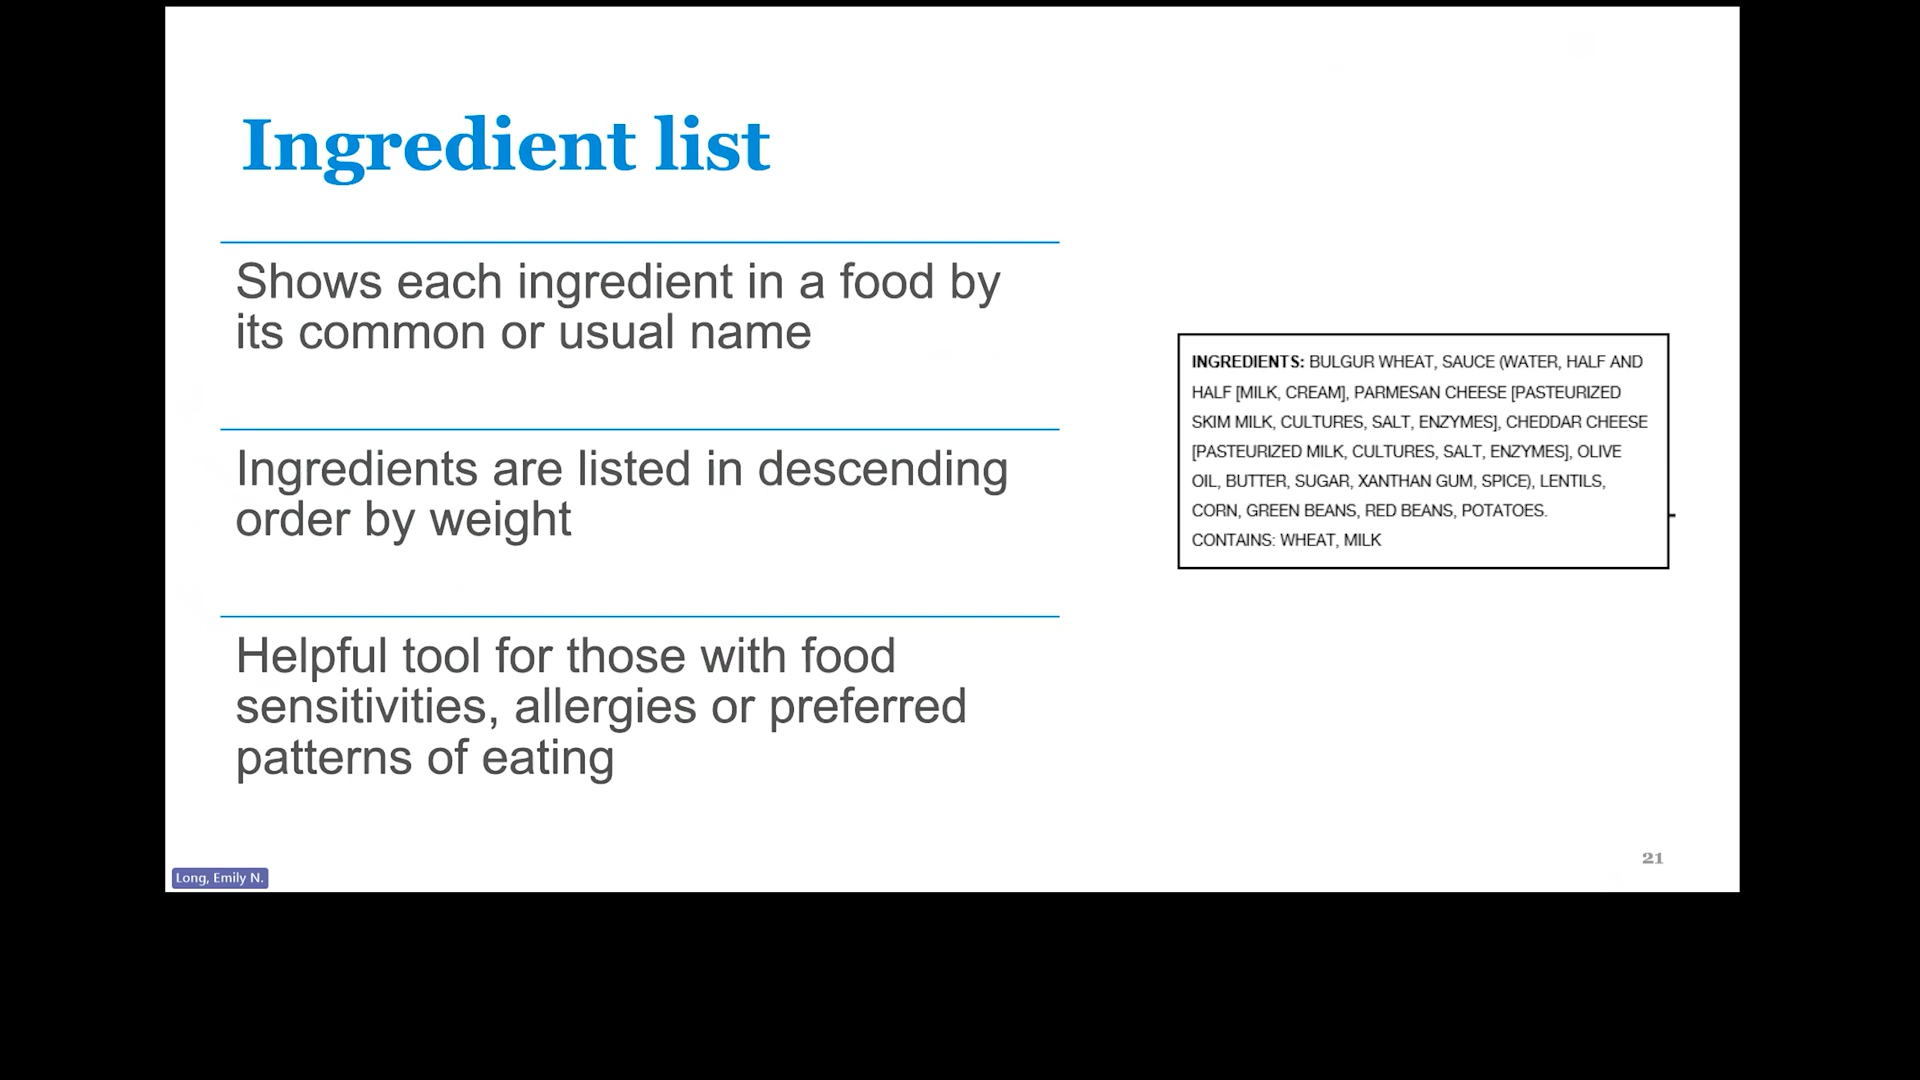 Ingredient list
Shows each ingredient in a food by
its common or usual name
Ingredients are listed in descending
order by weight
Helpful tool for those with food
sensitivities, allergies or preferred
patterns of eating
INGREDIENTS: BULGUR WHEAT, SAUCE (WATER, HALF AND
HALF [MILK, CREAM], PARMESAN CHEESE [PASTEURIZED
SKIM MILK, CULTURES, SALT, ENZYMES], CHEDDAR CHEESE
[PASTEURIZED MILK, CULTURES, SALT, ENZYMES], OLIVE
OIL, BUTTER, SUGAR, XANTHAN GUM, SPICE), LENTILS,
CORN, GREEN BEANS, RED BEANS, POTATOES.
CONTAINS: WHEAT, MILK
21
Long, Emily N.